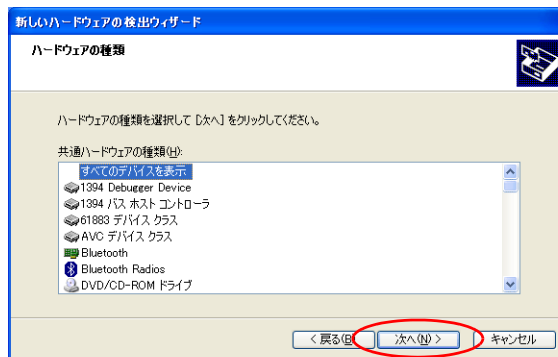 新しいハードウェアの検出ウィザード
ハードウェアの種類
ハードウェアの種類を選択して [次へ] をクリックしてください。
共通ハードウェアの種類(H):
すべてのデバイスを表示
1394 Debugger Device
1394 バス ホスト コントローラ
61883 デバイス クラス
AVC デバイス クラス
Bluetooth
Bluetooth Radios
DVD/CD-ROM ドライブ
< 戻る(B) 次へ(N) > キャンセル